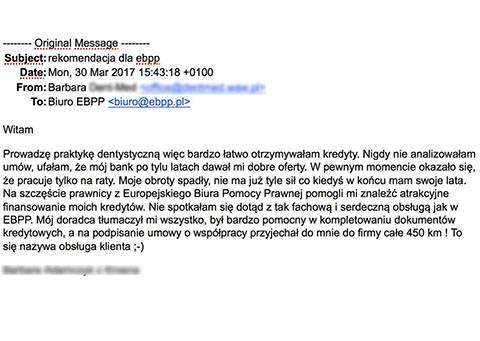 -------- Original Message --------
Subject: rekomendacja dla ebpp
Date: Mon, 30 Mar 2017 15:43:18 +0100
From: Barbara
To: Biuro EBPP <biuro@ebpp.pl>
Witam
Prowadzę praktykę dentystyczną więc bardzo łatwo otrzymywałam kredyty. Nigdy nie analizowałam
umów, ufałam, że mój bank po tylu latach dawał mi dobre oferty. W pewnym momencie okazało się,
że pracuje tylko na raty. Moje obroty spadły, nie ma już tyle sił co kiedyś w końcu mam swoje lata.
Na szczęście prawnicy z Europejskiego Biura Pomocy Prawnej pomogli mi znaleźć atrakcyjne
finansowanie moich kredytów. Nie spotkałam się dotąd z tak fachową i serdeczną obsługą jak w
EBPP. Mój doradca tłumaczył mi wszystko, był bardzo pomocny w kompletowaniu dokumentów
kredytowych, a na podpisanie umowy o współpracy przyjechał do mnie do firmy całe 450 km ! To
się nazywa obsługa klienta ;-)